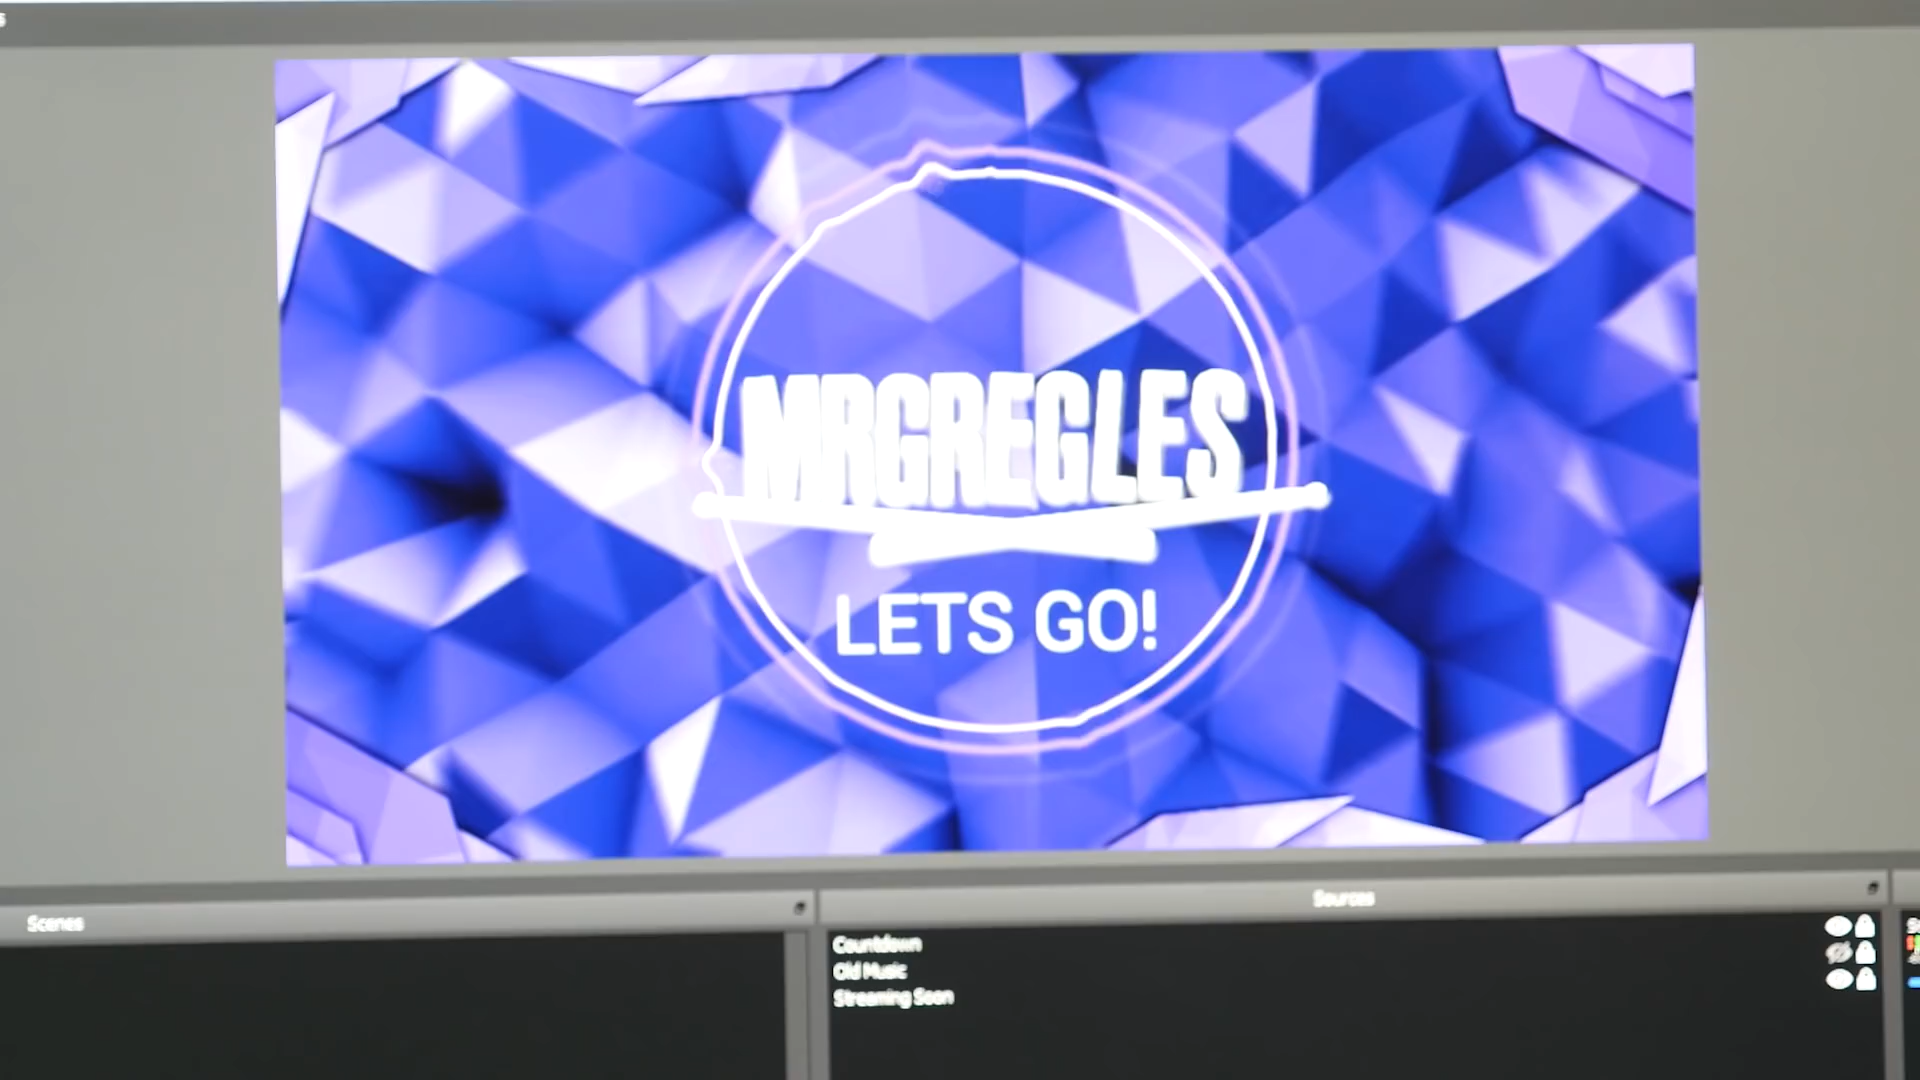 MRGREGLES
LETS GO!
Scenes
Sources
Countdown
Old Music
Streaming Soon